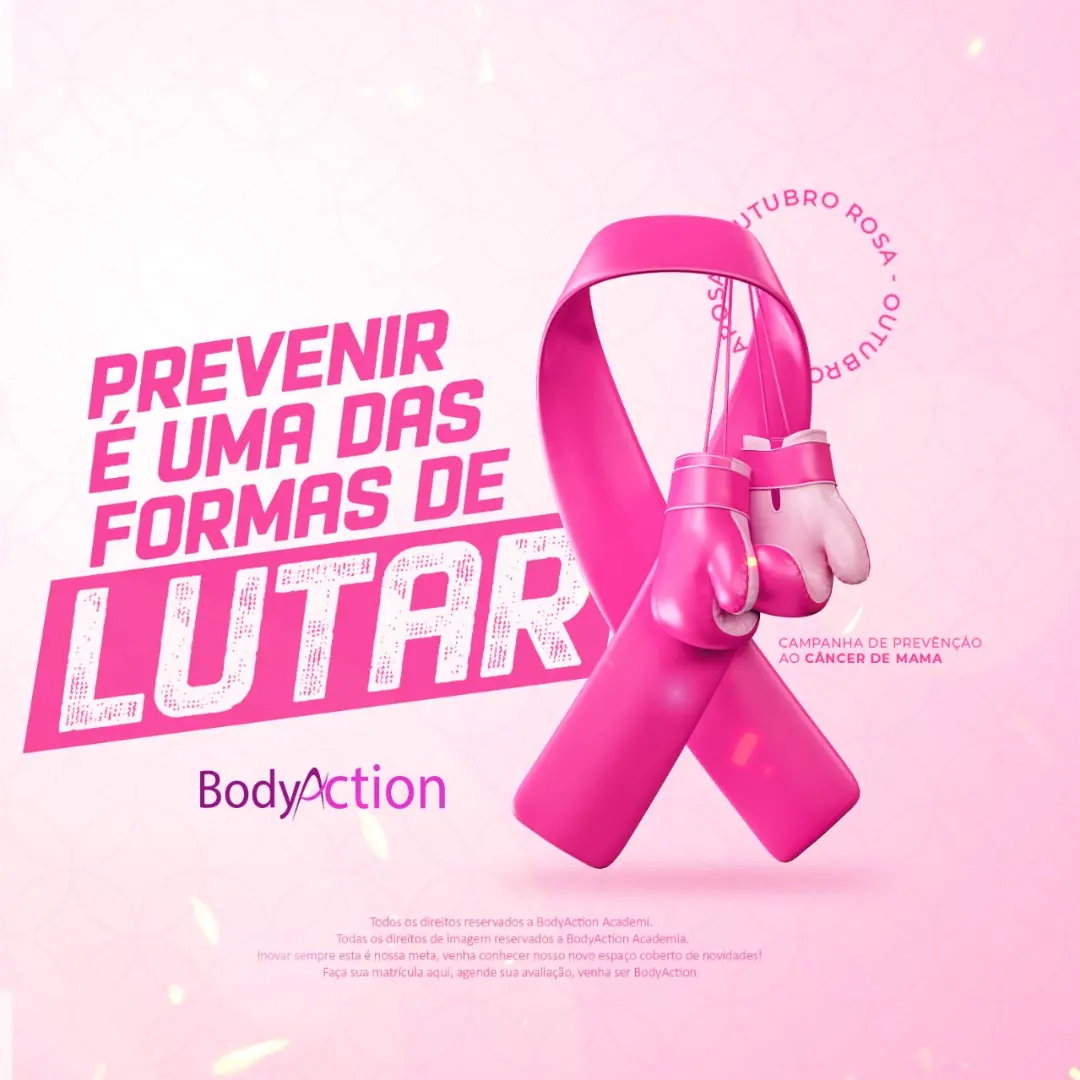 PREVENIR
É UMA DAS
FORMAS DE
LUTAR
UTUBRO ROSA - OUTUBRO
ROSA
CAMPANHA DE PREVÊNÇÃO
AO CÂNCER DE MAMA
BodyAction
Todos os direitos reservados a BodyAction Academi.
Todas os direitos de imagem reservados a BodyAction Academia.
Inovar sempre esta é nossa meta, venha conhecer nosso novo espaço coberto de novidades!
Faça sua matrícula aqui, agende sua avaliação, venha ser BodyAction.